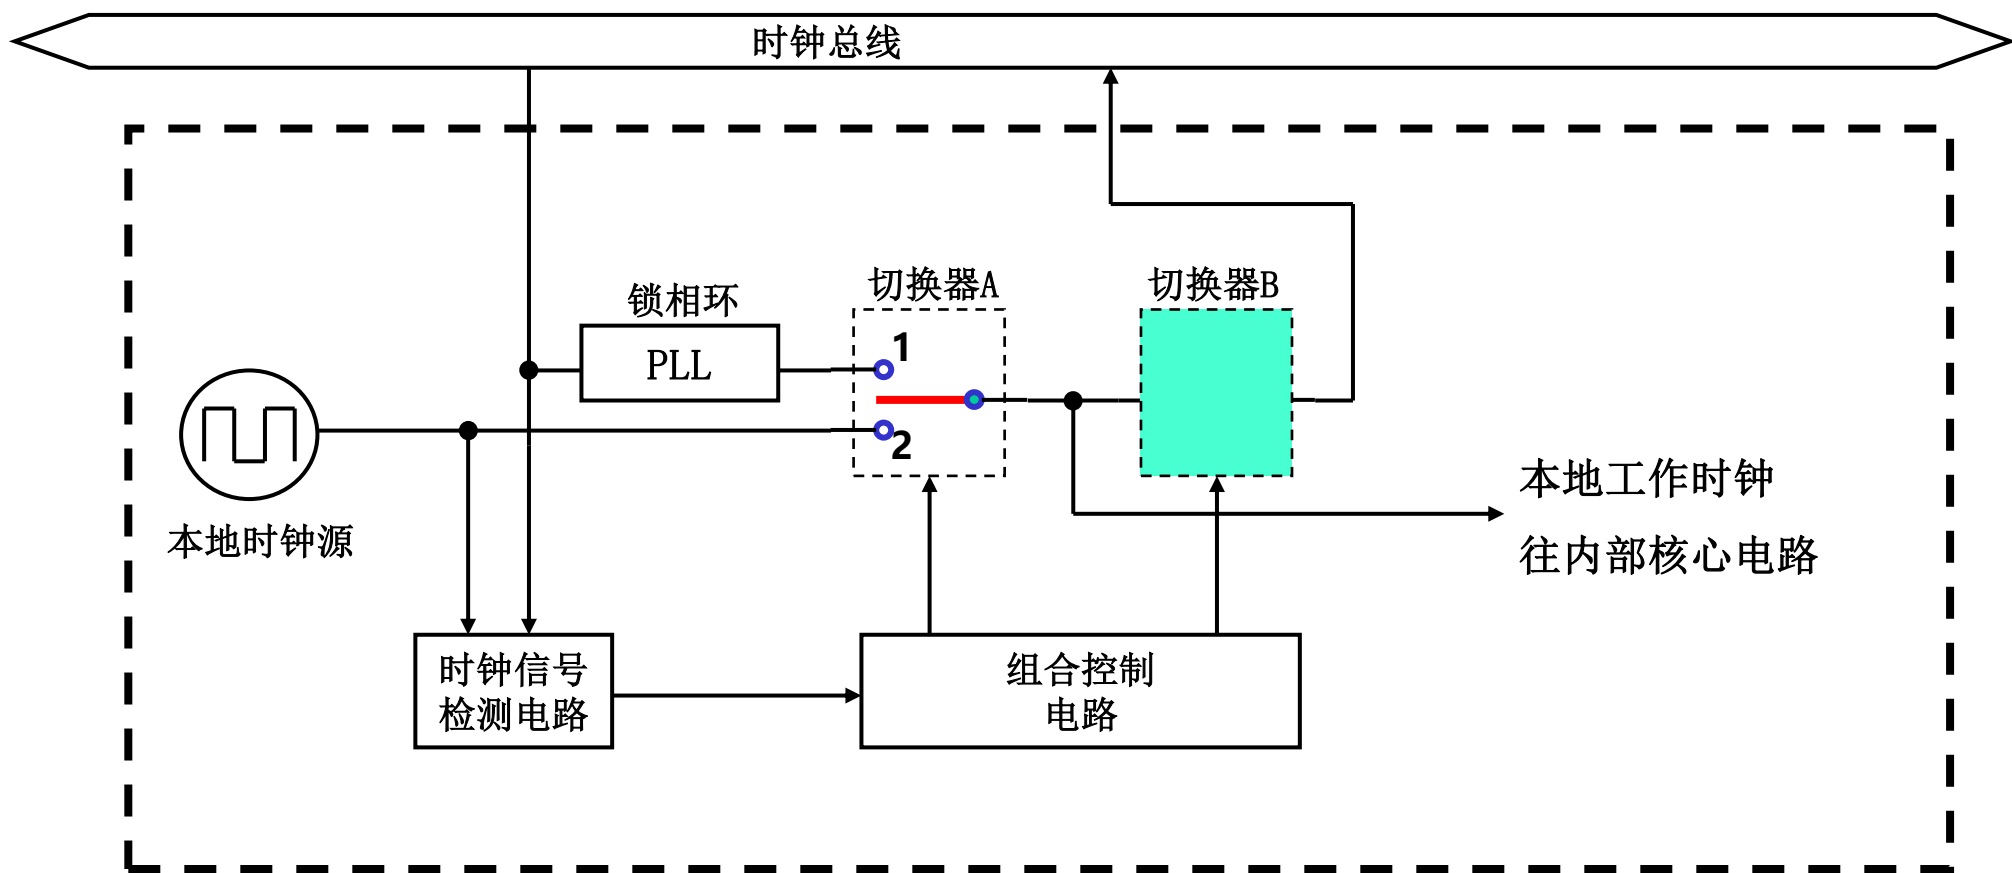 时钟总线
锁相环
切换器A
切换器B
PLL
1
2
本地时钟源
本地工作时钟
往内部核心电路
时钟信号
检测电路
组合控制
电路